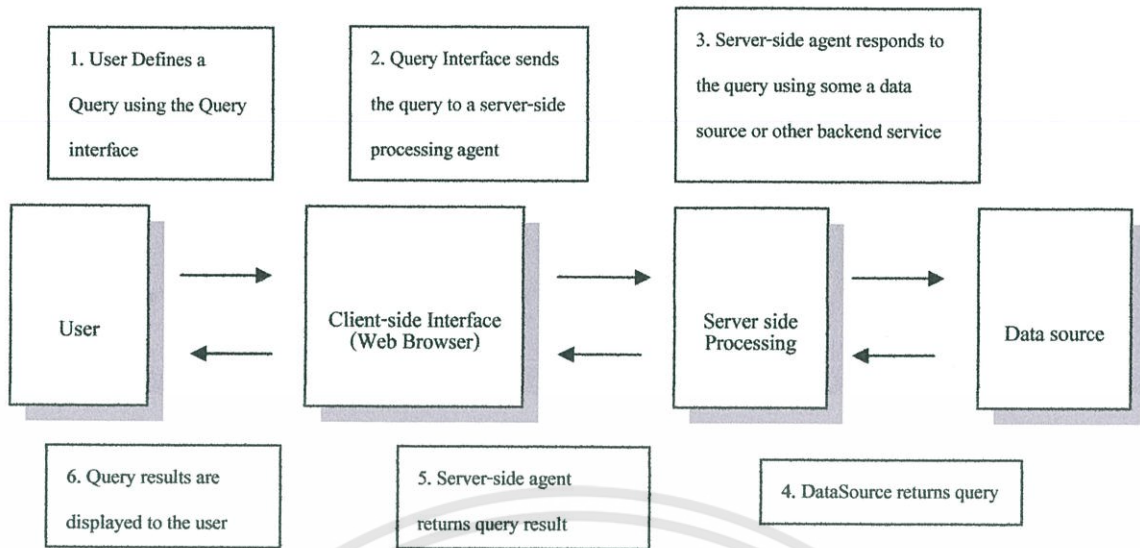 1. User Defines a
Query using the Query
interface
2. Query Interface sends
the query to a server-side
processing agent
3. Server-side agent responds to
the query using some a data
source or other backend service
User
Client-side Interface
(Web Browser)
Server side
Processing
Data source
6. Query results are
displayed to the user
5. Server-side agent
returns query result
4. DataSource returns query